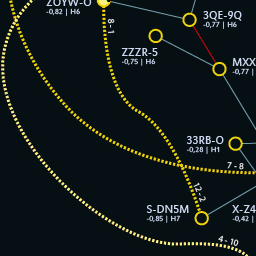 ZOYW-O
-0,82 | H6
8 - 1
3QE-9Q
-0,77 | H6
ZZZR-5
-0,75 | H6
MXX
-0,77 |
33RB-O
-0,28 | H1
7 - 8
12 - 2
S-DN5M
-0,85 | H7
X-Z4
-0,42 |
4 - 10